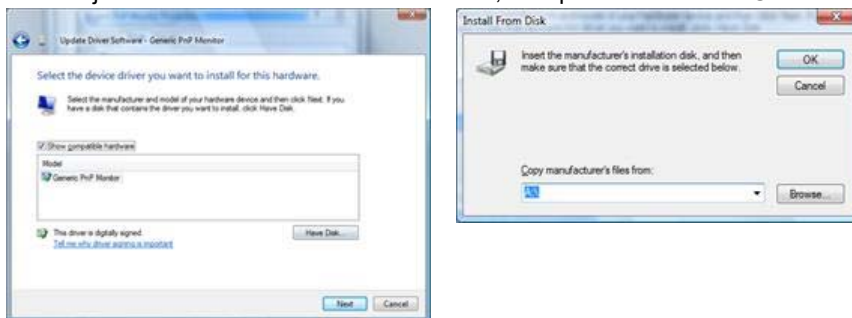 Update Driver Software - Generic PnP Monitor
Select the device driver you want to install for this hardware.
Select the manufacturer and model of your hardware device and then click Next. If you
have a disk that contains the driver you want to install, click Have Disk.
Show compatible hardware
Model
Generic PnP Monitor
This driver is digitally signed.
Have Disk...
Tell me why driver signing is important
Next
Cancel
Install From Disk
Insert the manufacturer's installation disk, and then
make sure that the correct drive is selected below.
OK
Cancel
Copy manufacturer's files from:
A:\
Browse...